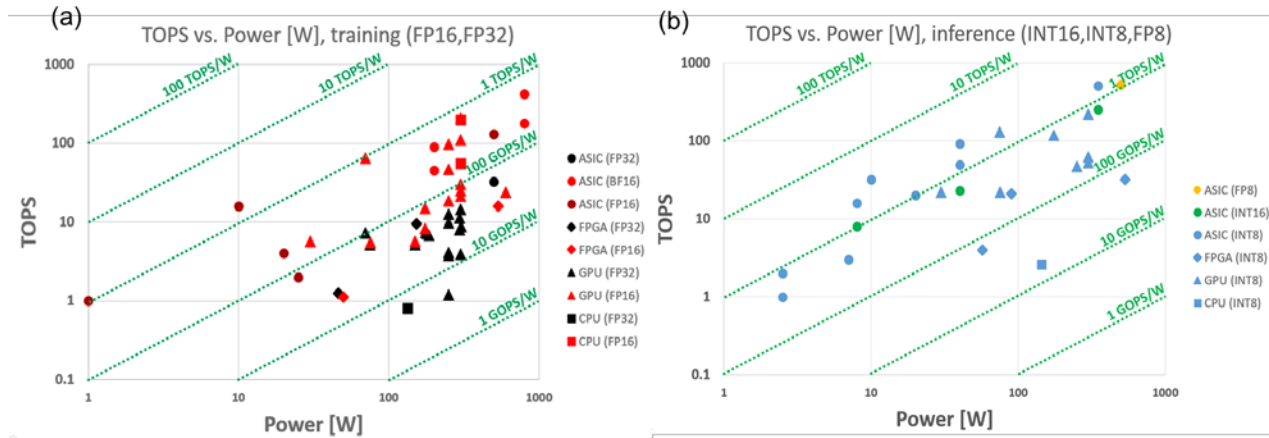 (a)
TOPS vs. Power [W], training (FP16,FP32)
1000
100
10
1
0.1
TOPS
100 TOPS/W
10 TOPS/W
1 TOPS/W
100 GOPS/W
10 GOPS/W
1 GOPS/W
1
10
100
1000
Power [W]
ASIC (FP32)
ASIC (BF16)
ASIC (FP16)
FPGA (FP32)
FPGA (FP16)
GPU (FP32)
GPU (FP16)
CPU (FP32)
CPU (FP16)
(b)
TOPS vs. Power [W], inference (INT16,INT8,FP8)
1000
100
10
1
0.1
TOPS
100 TOPS/W
10 TOPS/W
1 TOPS/W
100 GOPS/W
10 GOPS/W
1 GOPS/W
1
10
100
1000
Power [W]
ASIC (FP8)
ASIC (INT16)
ASIC (INT8)
FPGA (INT8)
GPU (INT8)
CPU (INT8)